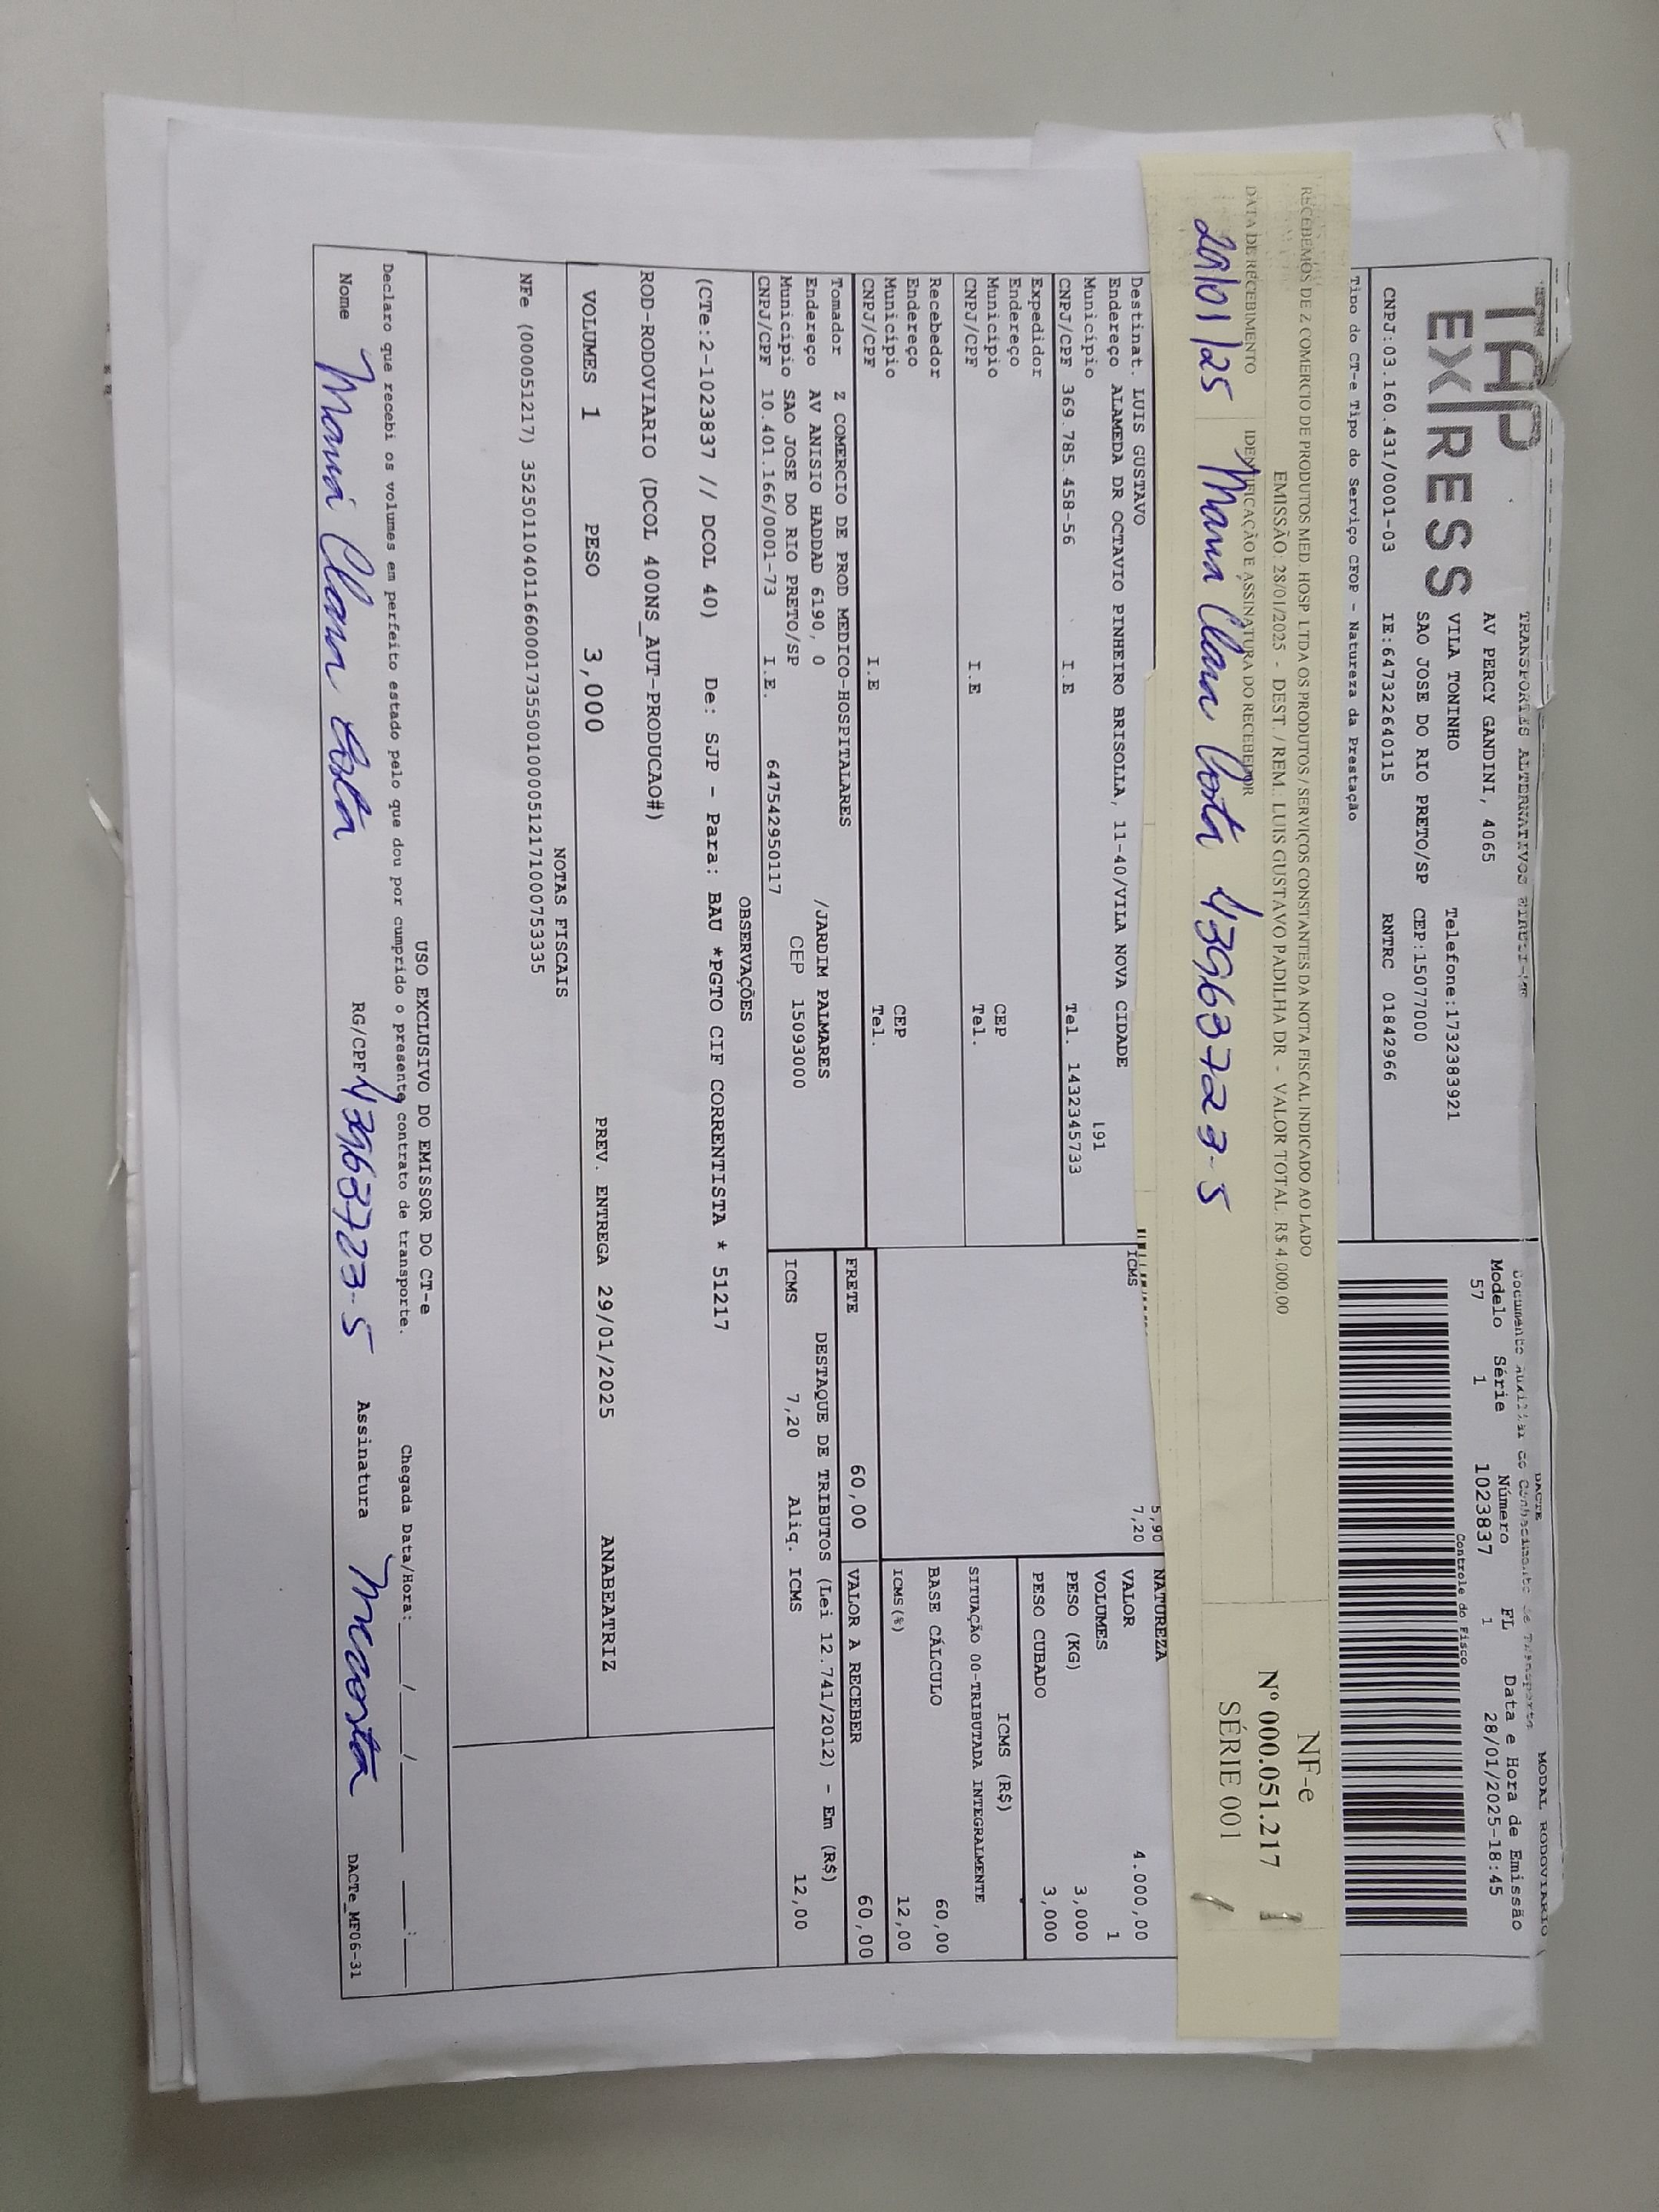 TAP
EXPRESS
TRANSPORTES ALTERNATIVOS
AV PERCY GANDINI, 4065
VILA TONINHO Telefone:1732383921
SAO JOSE DO RIO PRETO/SP CEP:15077000
CNPJ:03.160.431/0001-03 IE:647322640115 RNTRC 01842966
Tipo do CT-e Tipo do Serviço CFOP - Natureza da Prestação
DACTE
MODAL RODOVIARIO
Documento Auxiliar do Conhecimento de Transporte
Modelo Série Número FL Data e Hora de Emissão
57 1 1023837 1 28/01/2025-18:45
Controle do Fisco
RECEBEMOS DE Z COMERCIO DE PRODUTOS MED. HOSP. LTDA OS PRODUTOS / SERVIÇOS CONSTANTES DA NOTA FISCAL INDICADO AO LADO
EMISSÃO: 28/01/2025 - DEST. / REM.: LUIS GUSTAVO PADILHA DR - VALOR TOTAL: R$ 4.000,00
DATA DE RECEBIMENTO IDENTIFICAÇÃO E ASSINATURA DO RECEBEDOR
29/01/25 Maria Clara Costa 43963723-5
NF-e
Nº 000.051.217
SÉRIE 001
Destinat. LUIS GUSTAVO
Endereço ALAMEDA DR OCTAVIO PINHEIRO BRISOLLA, 11-40/VILA NOVA CIDADE
Município 191
CNPJ/CPF 369.785.458-56 I.E Tel. 1432345733
Expedidor
Endereço
Município CEP
CNPJ/CPF I.E Tel.
Recebedor
Endereço
Município CEP
CNPJ/CPF I.E Tel.
Tomador Z COMERCIO DE PROD MEDICO-HOSPITALARES
Endereço AV ANISIO HADDAD 6190, 0 /JARDIM PALMARES
Município SAO JOSE DO RIO PRETO/SP CEP 15093000
CNPJ/CPF 10.401.166/0001-73 I.E. 647542950117
5,90
ICMS 7,20
NATUREZA
VALOR 4.000,00
VOLUMES 1
PESO (KG) 3,000
PESO CUBADO 3,000
ICMS (R$)
SITUAÇÃO 00-TRIBUTADA INTEGRALMENTE
BASE CÁLCULO 60,00
ICMS(%) 12,00
FRETE 60,00 VALOR A RECEBER 60,00
DESTAQUE DE TRIBUTOS (Lei 12.741/2012) - Em (R$)
ICMS 7,20 Aliq. ICMS 12,00
OBSERVAÇÕES
(CTe:2-1023837 // DCOL 40) De: SJP - Para: BAU *PGTO CIF CORRENTISTA * 51217
ROD-RODOVIARIO (DCOL 400NS_AUT-PRODUCAO#)
VOLUMES 1 PESO 3,000 PREV. ENTREGA 29/01/2025 ANABEATRIZ
NOTAS FISCAIS
NFe (000051217) 35250110401166000173550010000512171000753335
USO EXCLUSIVO DO EMISSOR DO CT-e
Declaro que recebi os volumes em perfeito estado pelo que dou por cumprido o presente contrato de transporte. Chegada Data/Hora: ___/___/_____ ___:___
Nome Maria Clara Costa RG/CPF 43963723-5 Assinatura Mccosta DACTe_MF06-31